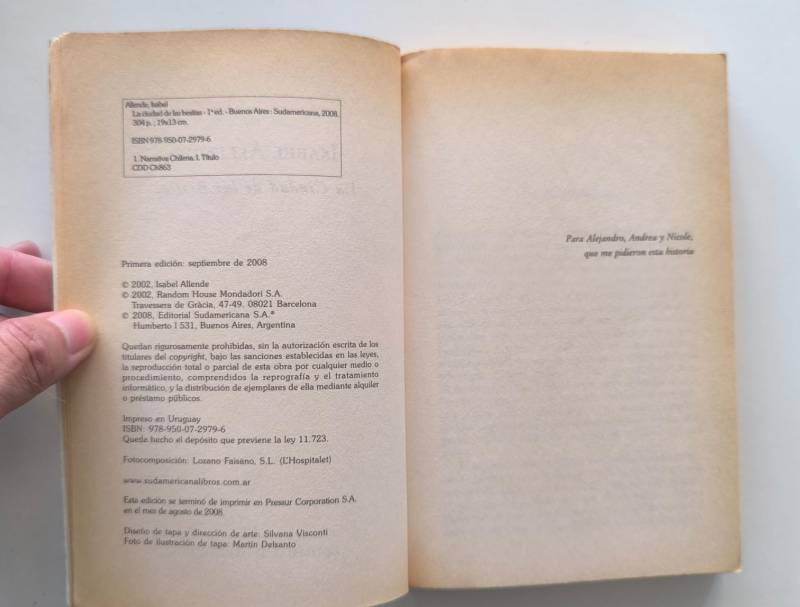 Allende, Isabel
La ciudad de las bestias - 1ª ed. - Buenos Aires : Sudamericana, 2008.
304 p. ; 19x13 cm.
ISBN 978-950-07-2979-6
1. Narrativa Chilena. I. Título
CDD Ch863
Primera edición: septiembre de 2008
© 2002, Isabel Allende
© 2002, Random House Mondadori S.A.
Travessera de Gràcia, 47-49. 08021 Barcelona
© 2008, Editorial Sudamericana S.A.®
Humberto I 531, Buenos Aires, Argentina
Quedan rigurosamente prohibidas, sin la autorización escrita de los
titulares del copyright, bajo las sanciones establecidas en las leyes,
la reproducción total o parcial de esta obra por cualquier medio o
procedimiento, comprendidos la reprografía y el tratamiento
informático, y la distribución de ejemplares de ella mediante alquiler
o préstamo públicos.
Impreso en Uruguay
ISBN: 978-950-07-2979-6
Queda hecho el depósito que previene la ley 11.723.
Fotocomposición: Lozano Faisano, S.L. (L'Hospitalet)
www.sudamericanalibros.com.ar
Esta edición se terminó de imprimir en Pressur Corporation S.A.
en el mes de agosto de 2008.
Diseño de tapa y dirección de arte: Silvana Visconti
Foto de ilustración de tapa: Martín Delsanto
Para Alejandro, Andrea y Nicole,
que me pidieron esta historia